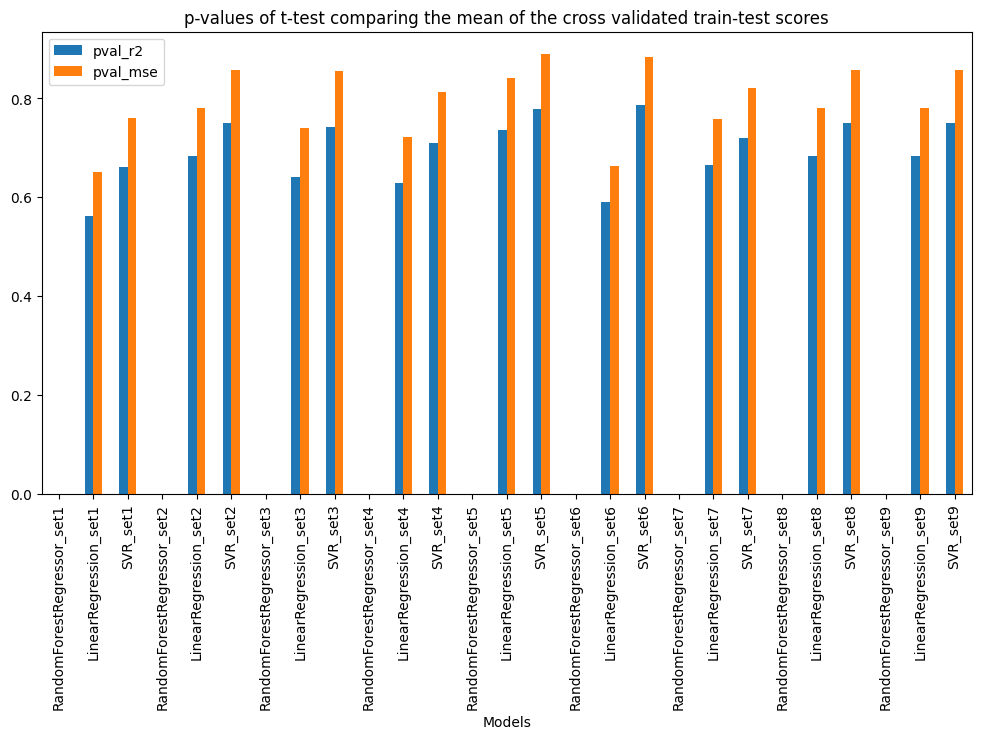 p-values of t-test comparing the mean of the cross validated train-test scores
pval_r2
pval_mse
0.8
0.6
0.4
0.2
0.0
RandomForestRegressor_set1
LinearRegression_set1
SVR_set1
RandomForestRegressor_set2
LinearRegression_set2
SVR_set2
RandomForestRegressor_set3
LinearRegression_set3
SVR_set3
RandomForestRegressor_set4
LinearRegression_set4
SVR_set4
RandomForestRegressor_set5
LinearRegression_set5
SVR_set5
RandomForestRegressor_set6
LinearRegression_set6
SVR_set6
RandomForestRegressor_set7
LinearRegression_set7
SVR_set7
RandomForestRegressor_set8
LinearRegression_set8
SVR_set8
RandomForestRegressor_set9
LinearRegression_set9
SVR_set9
Models